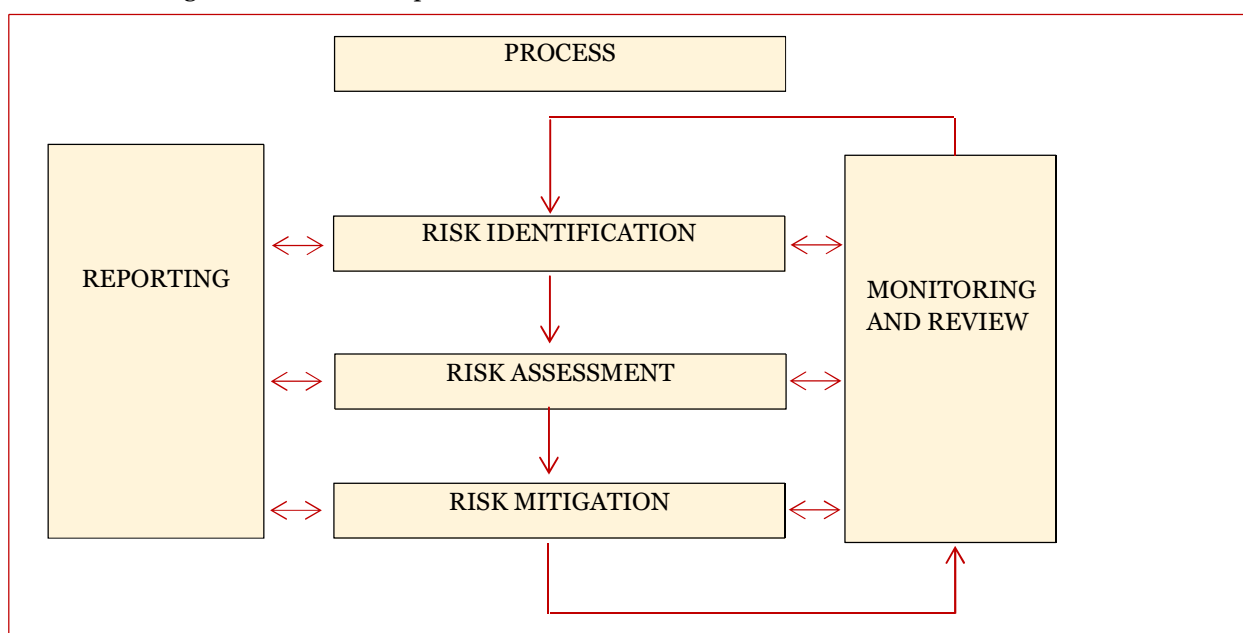 PROCESS
RISK IDENTIFICATION
REPORTING
MONITORING
AND REVIEW
RISK ASSESSMENT
RISK MITIGATION